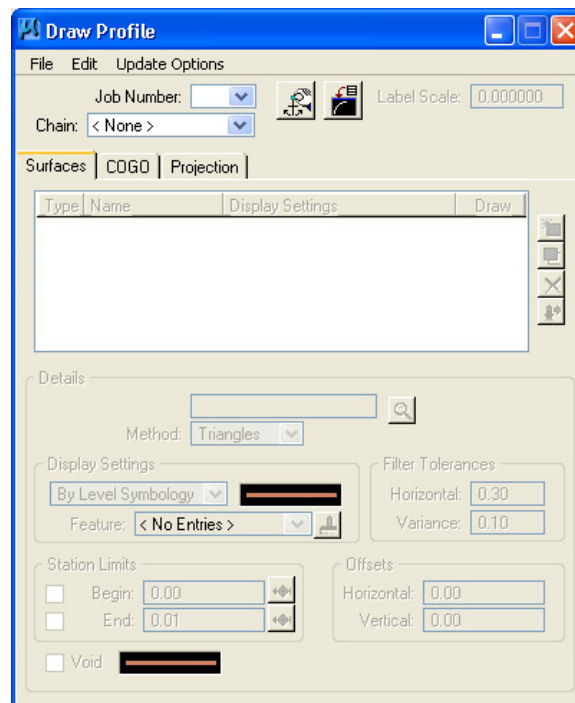 Draw Profile
File Edit Update Options
Job Number: Label Scale: 0.000000
Chain: < None >
Surfaces COGO Projection
Type Name Display Settings Draw
Details
Method: Triangles
Display Settings Filter Tolerances
By Level Symbology Horizontal: 0.30
Feature: < No Entries > Variance: 0.10
Station Limits Offsets
Begin: 0.00 Horizontal: 0.00
End: 0.01 Vertical: 0.00
Void